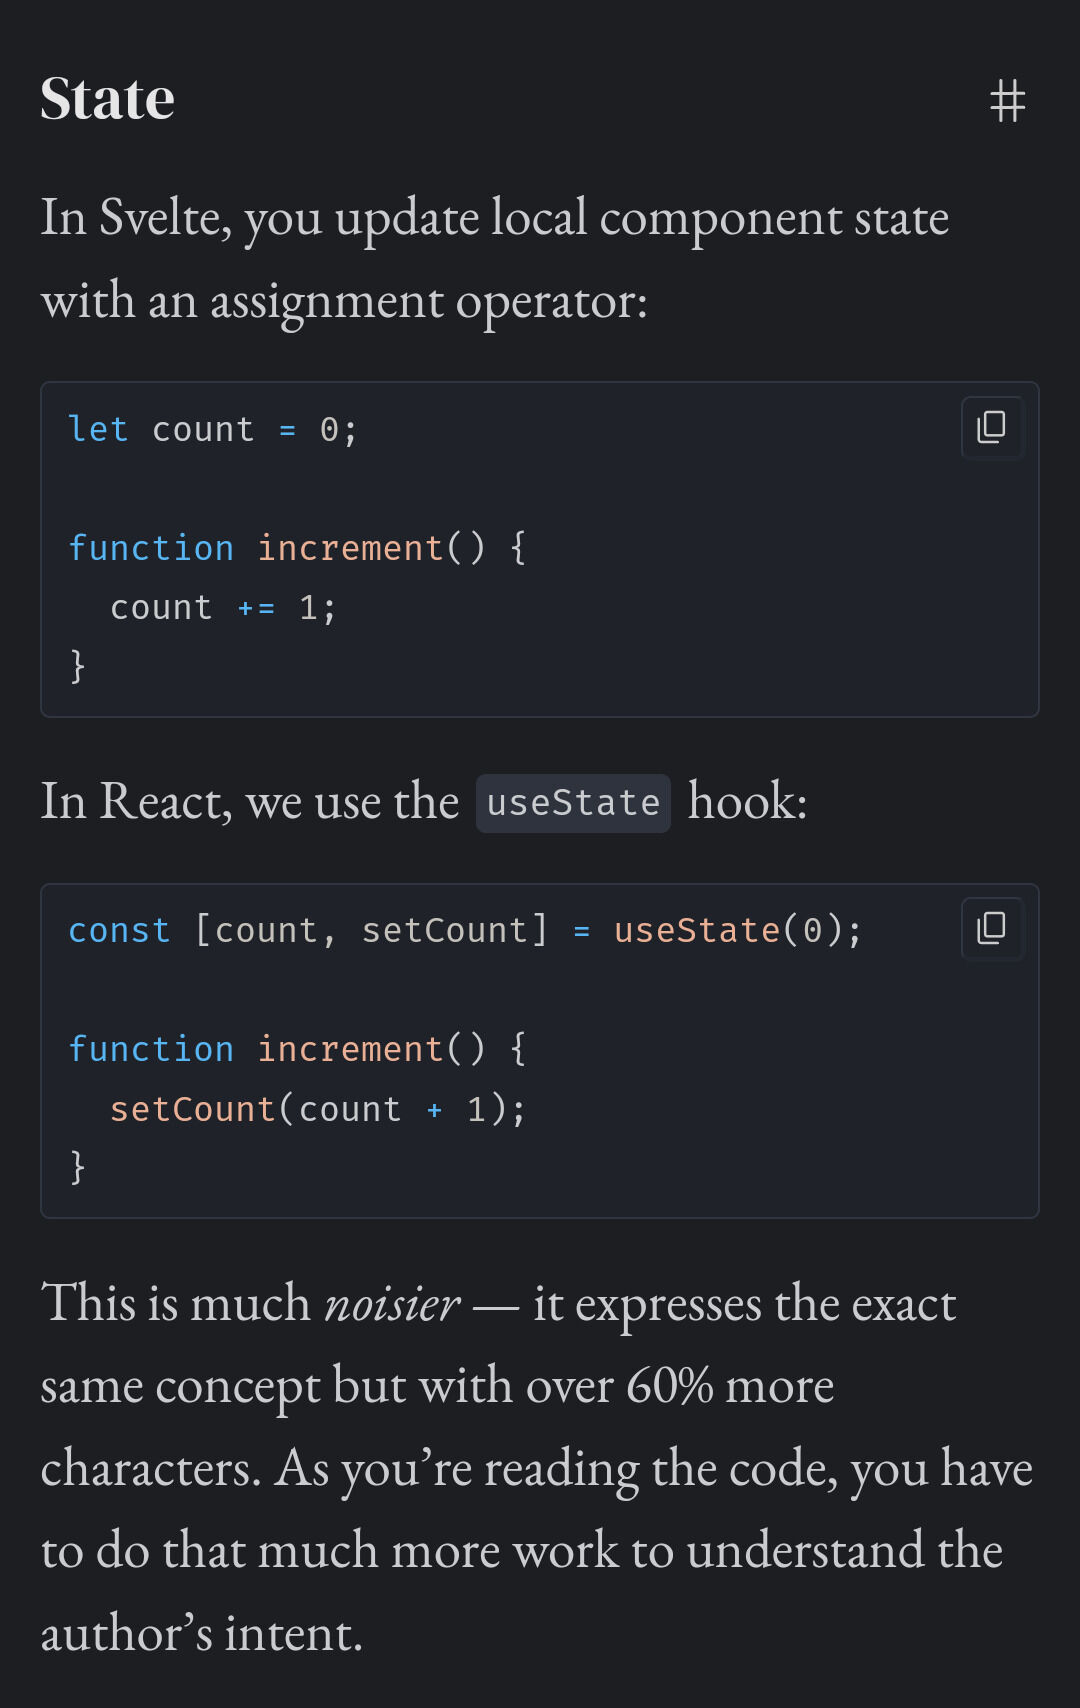 State
#
In Svelte, you update local component state
with an assignment operator:
let count = 0;
function increment() {
  count += 1;
}
In React, we use the useState hook:
const [count, setCount] = useState(0);
function increment() {
  setCount(count + 1);
}
This is much noisier — it expresses the exact
same concept but with over 60% more
characters. As you’re reading the code, you have
to do that much more work to understand the
author’s intent.